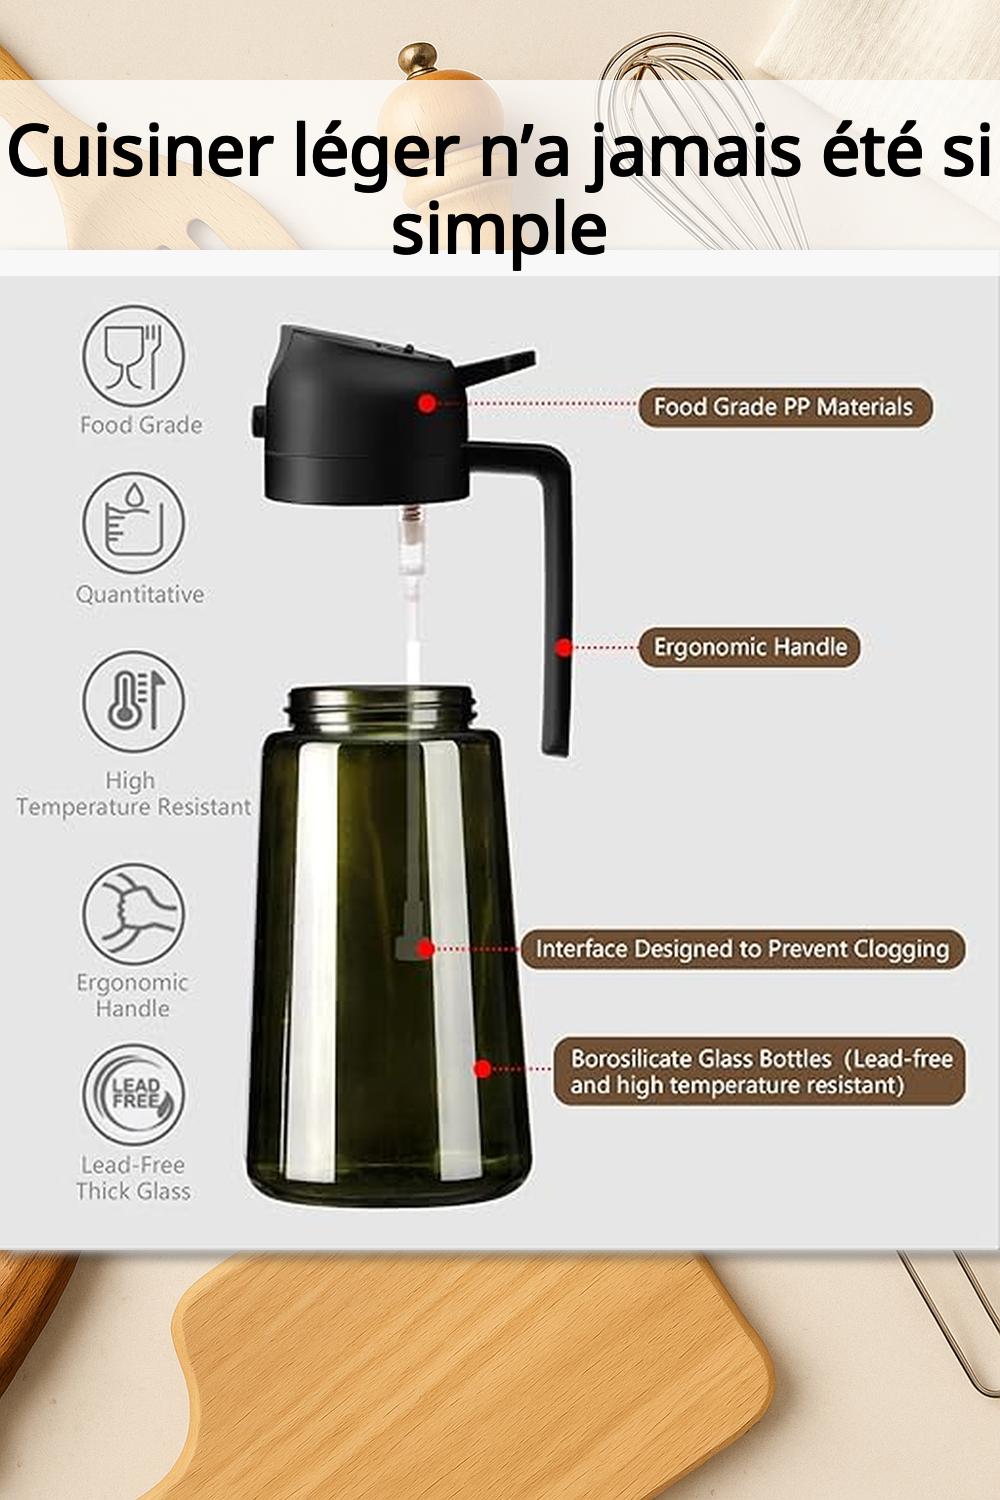 Cuisiner léger n’a jamais été si
simple
Food Grade
Food Grade PP Materials
Quantitative
Ergonomic Handle
High
Temperature Resistant
Ergonomic
Handle
Interface Designed to Prevent Clogging
LEAD
FREE
Lead-Free
Thick Glass
Borosilicate Glass Bottles (Lead-free
and high temperature resistant)